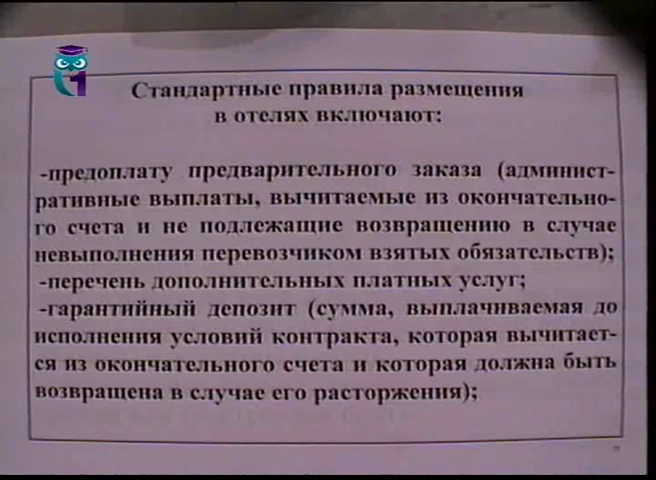 1
Стандартные правила размещения
в отелях включают:
-предоплату предварительного заказа (админист-
ративные выплаты, вычитаемые из окончательно-
го счета и не подлежащие возвращению в случае
невыполнения перевозчиком взятых обязательств);
-перечень дополнительных платных услуг;
-гарантийный депозит (сумма, выплачиваемая до
исполнения условий контракта, которая вычитает-
ся из окончательного счета и которая должна быть
возвращена в случае его расторжения);